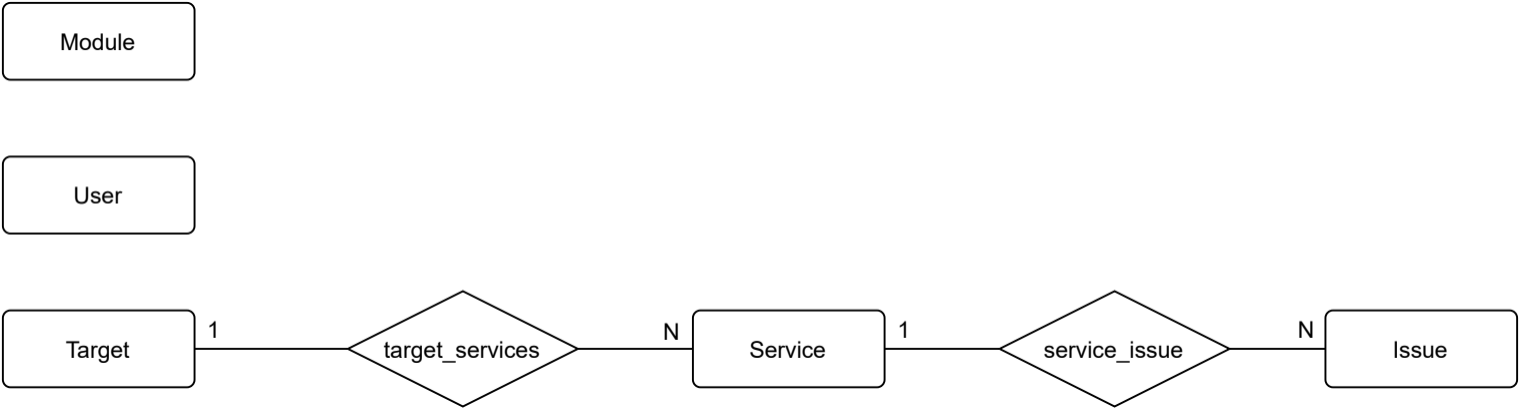 Module
User
Target
1
target_services
N
Service
1
service_issue
N
Issue